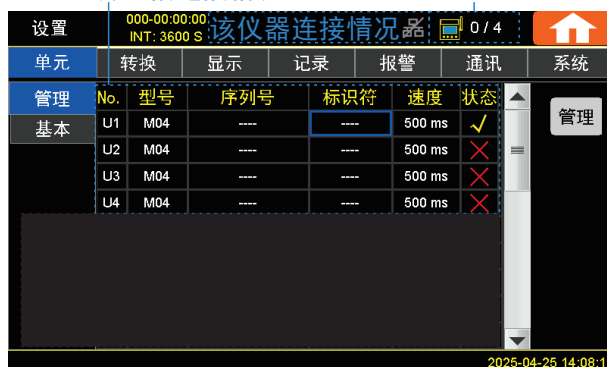 设置 000-00:00:00 INT: 3600 S 该仪器连接情况 0 / 4
单元 转换 显示 记录 报警 通讯 系统
管理 No. 型号 序列号 标识符 速度 状态 管理
基本 U1 M04 ---- ---- 500 ms
U2 M04 ---- ---- 500 ms
U3 M04 ---- ---- 500 ms
U4 M04 ---- ---- 500 ms
2025-04-25 14:08:1